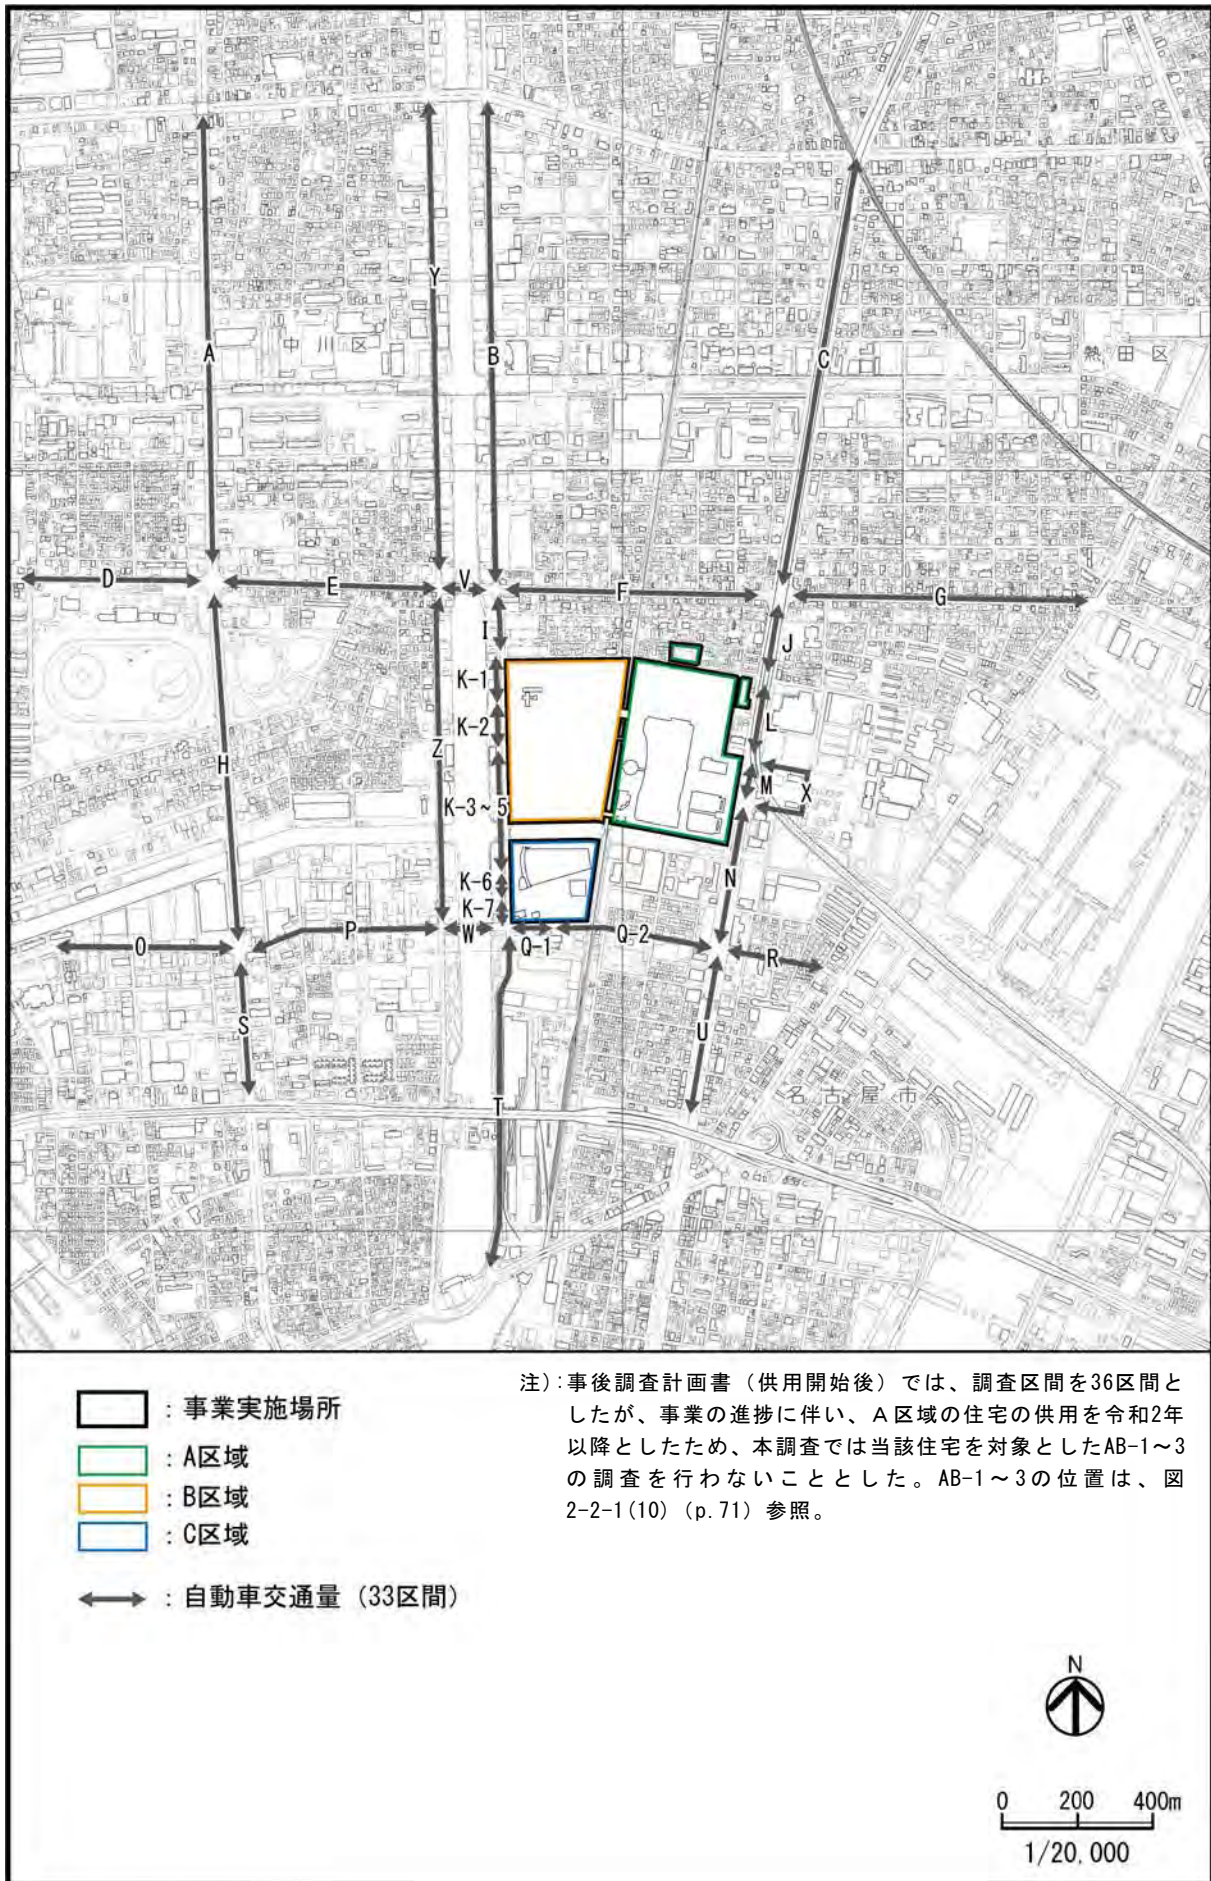 Y
A
中川区
B
C
熱田区
D
E
V
F
G
I
J
K-1
K-2
L
H
Z
M
X
K-3～5
K-6
N
K-7
O
P
W
Q-1
Q-2
R
S
U
T
名古屋市
：事業実施場所
：A区域
：B区域
：C区域
：自動車交通量（33区間）
注）：事後調査計画書（供用開始後）では、調査区間を36区間と
したが、事業の進捗に伴い、A区域の住宅の供用を令和2年
以降としたため、本調査では当該住宅を対象としたAB-1～3
の調査を行わないこととした。AB-1～3の位置は、図
2-2-1(10)（p.71）参照。
N
0 200 400m
1/20,000